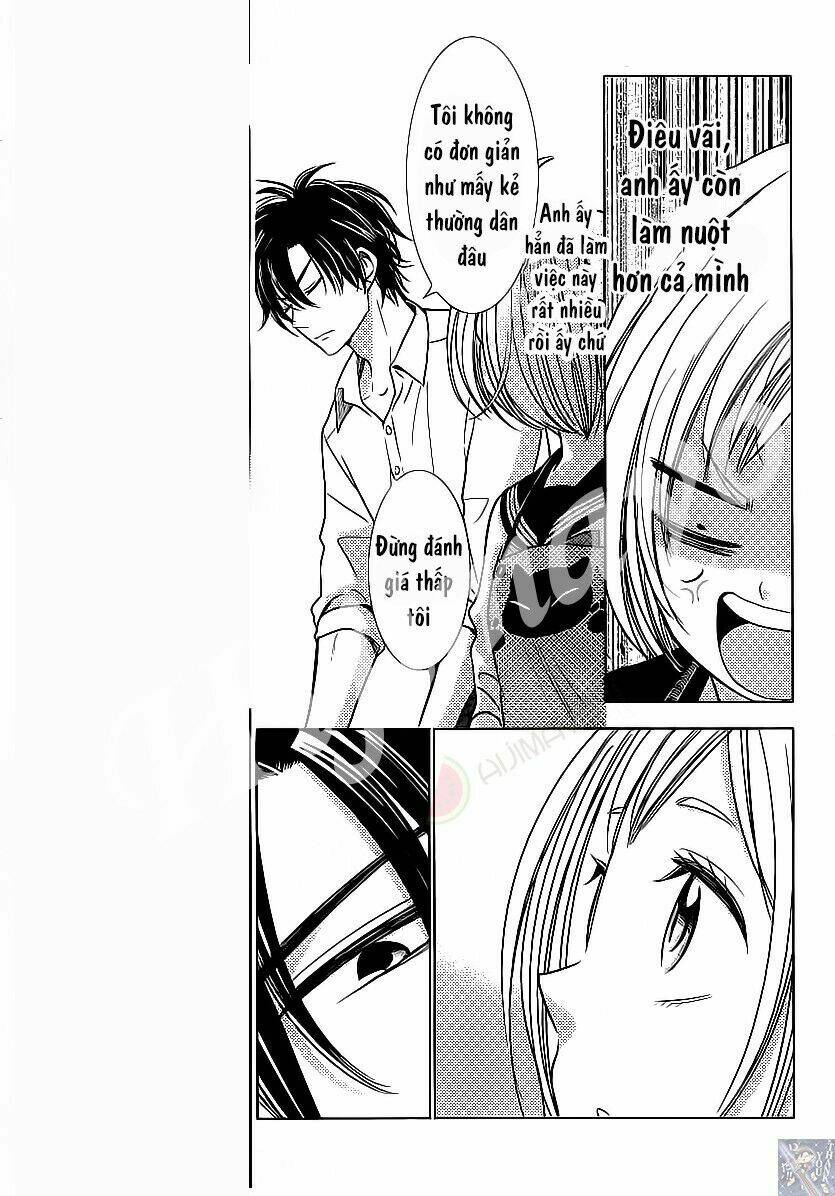 Điêu vãi,
anh ấy còn
làm nuột
hơn cả mình
Anh ấy
hẳn đã làm
việc này
rất nhiều
rồi ấy chứ
Tôi không
có đơn giản
như mấy kẻ
thường dân
đâu
Đừng đánh
giá thấp
tôi